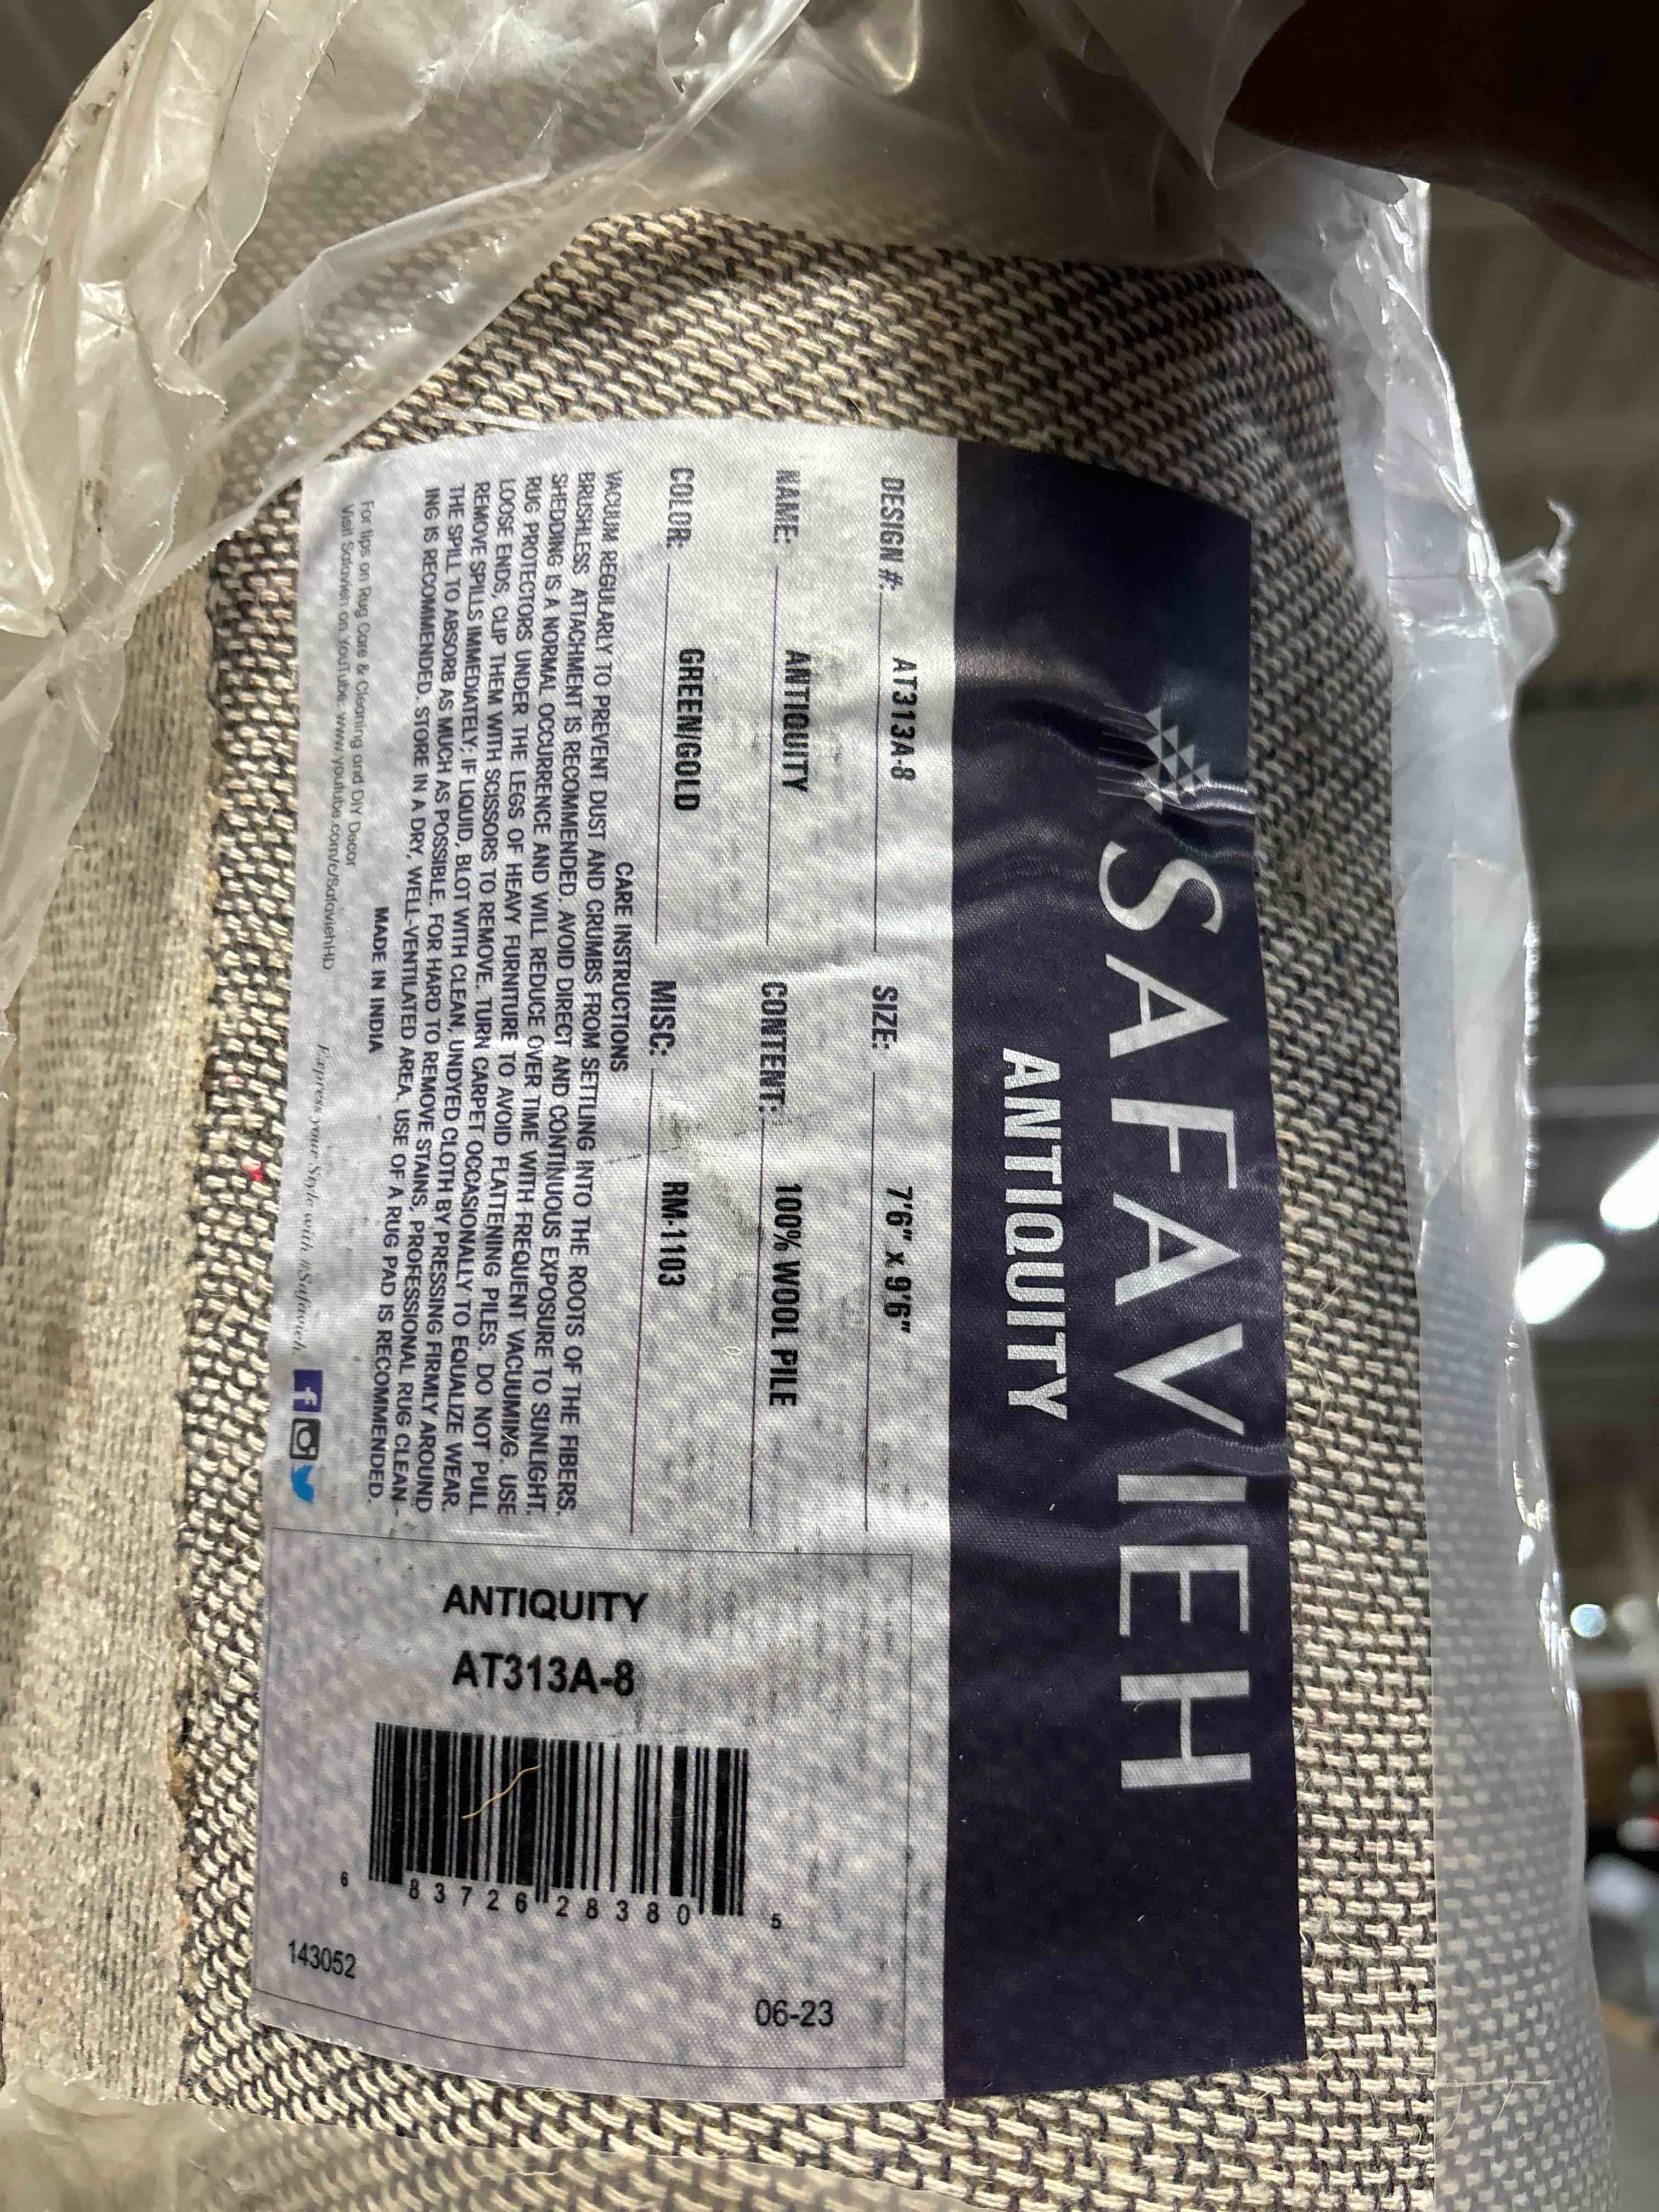 SAFAVIEH
ANTIQUITY
DESIGN #: AT313A-8 SIZE: 7'6" x 9'6"
NAME: ANTIQUITY CONTENT: 100% WOOL PILE
COLOR: GREEN/GOLD MISC: RM-1103
CARE INSTRUCTIONS
VACUUM REGULARLY TO PREVENT DUST AND CRUMBS FROM SETTLING INTO THE ROOTS OF THE FIBERS.
BRUSHLESS ATTACHMENT IS RECOMMENDED. AVOID DIRECT AND CONTINUOUS EXPOSURE TO SUNLIGHT.
SHEDDING IS A NORMAL OCCURRENCE AND WILL REDUCE OVER TIME WITH FREQUENT VACUUMING. USE
RUG PROTECTORS UNDER THE LEGS OF HEAVY FURNITURE TO AVOID FLATTENING PILES. DO NOT PULL
LOOSE ENDS, CLIP THEM WITH SCISSORS TO REMOVE. TURN CARPET OCCASIONALLY TO EQUALIZE WEAR.
REMOVE SPILLS IMMEDIATELY; IF LIQUID, BLOT WITH CLEAN, UNDYED CLOTH BY PRESSING FIRMLY AROUND
THE SPILL TO ABSORB AS MUCH AS POSSIBLE. FOR HARD TO REMOVE STAINS, PROFESSIONAL RUG CLEAN-
ING IS RECOMMENDED. STORE IN A DRY, WELL-VENTILATED AREA. USE OF A RUG PAD IS RECOMMENDED.
MADE IN INDIA
For tips on Rug Care & Cleaning and DIY Decor
Visit Safavieh on YouTube: www.youtube.com/c/SafaviehHD
Express your Style with #Safavieh
ANTIQUITY
AT313A-8
6 83726 28380 5
143052
06-23